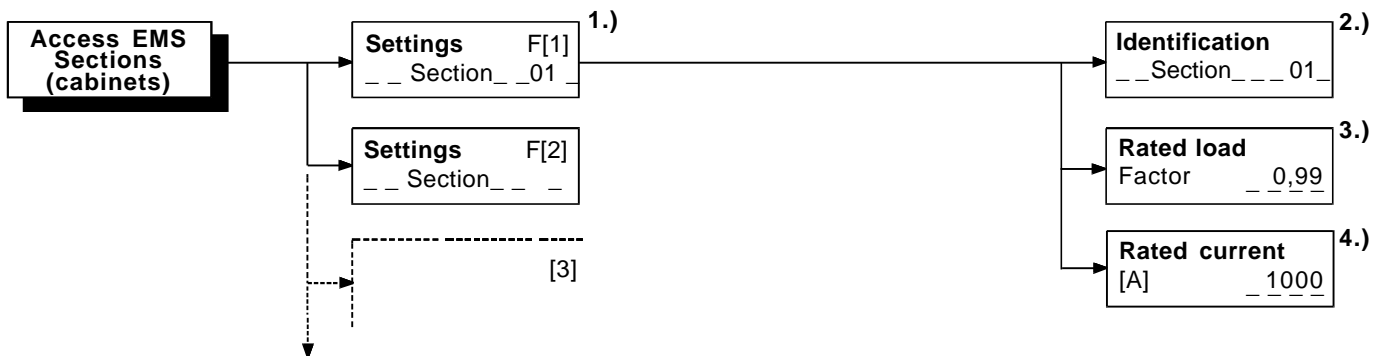 Access EMS
Sections
(cabinets)
Settings F[1]
_ _ Section_ _01 _
1.)
Settings F[2]
_ _ Section_ _ _
[3]
Identification
_ _Section_ _ _ 01_
2.)
Rated load
Factor 0,99
3.)
Rated current
[A] 1000
4.)